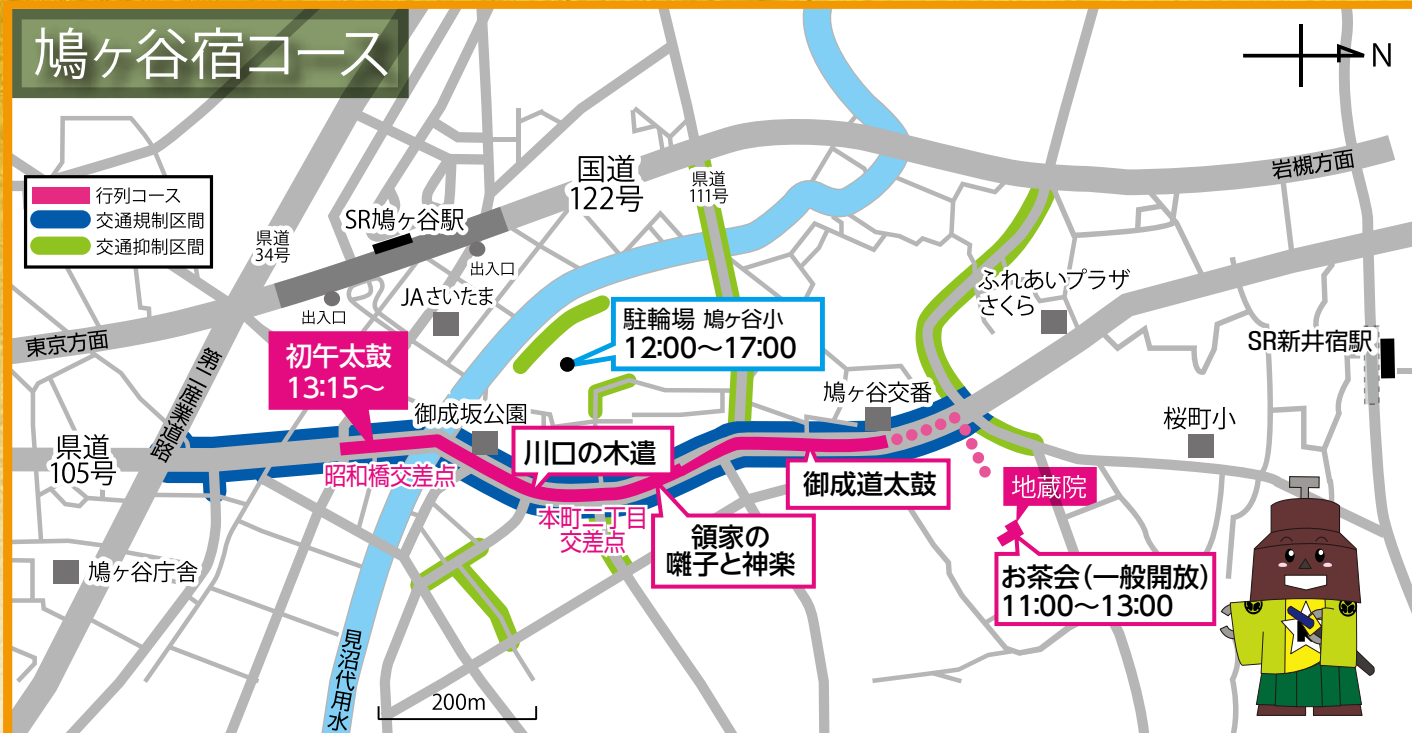 鳩ヶ谷宿コース
N
行列コース
交通規制区間
交通抑制区間
国道
122号
県道
111号
岩槻方面
SR鳩ヶ谷駅
県道
34号
出入口
出入口
JAさいたま
東京方面
第二産業道路
ふれあいプラザ
さくら
駐輪場 鳩ヶ谷小
12:00〜17:00
SR新井宿駅
初午太鼓
13:15〜
鳩ヶ谷交番
御成坂公園
桜町小
県道
105号
川口の木遣
昭和橋交差点
御成道太鼓
地蔵院
本町二丁目
交差点
領家の
囃子と神楽
お茶会(一般開放)
11:00〜13:00
鳩ヶ谷庁舎
見沼代用水
200m